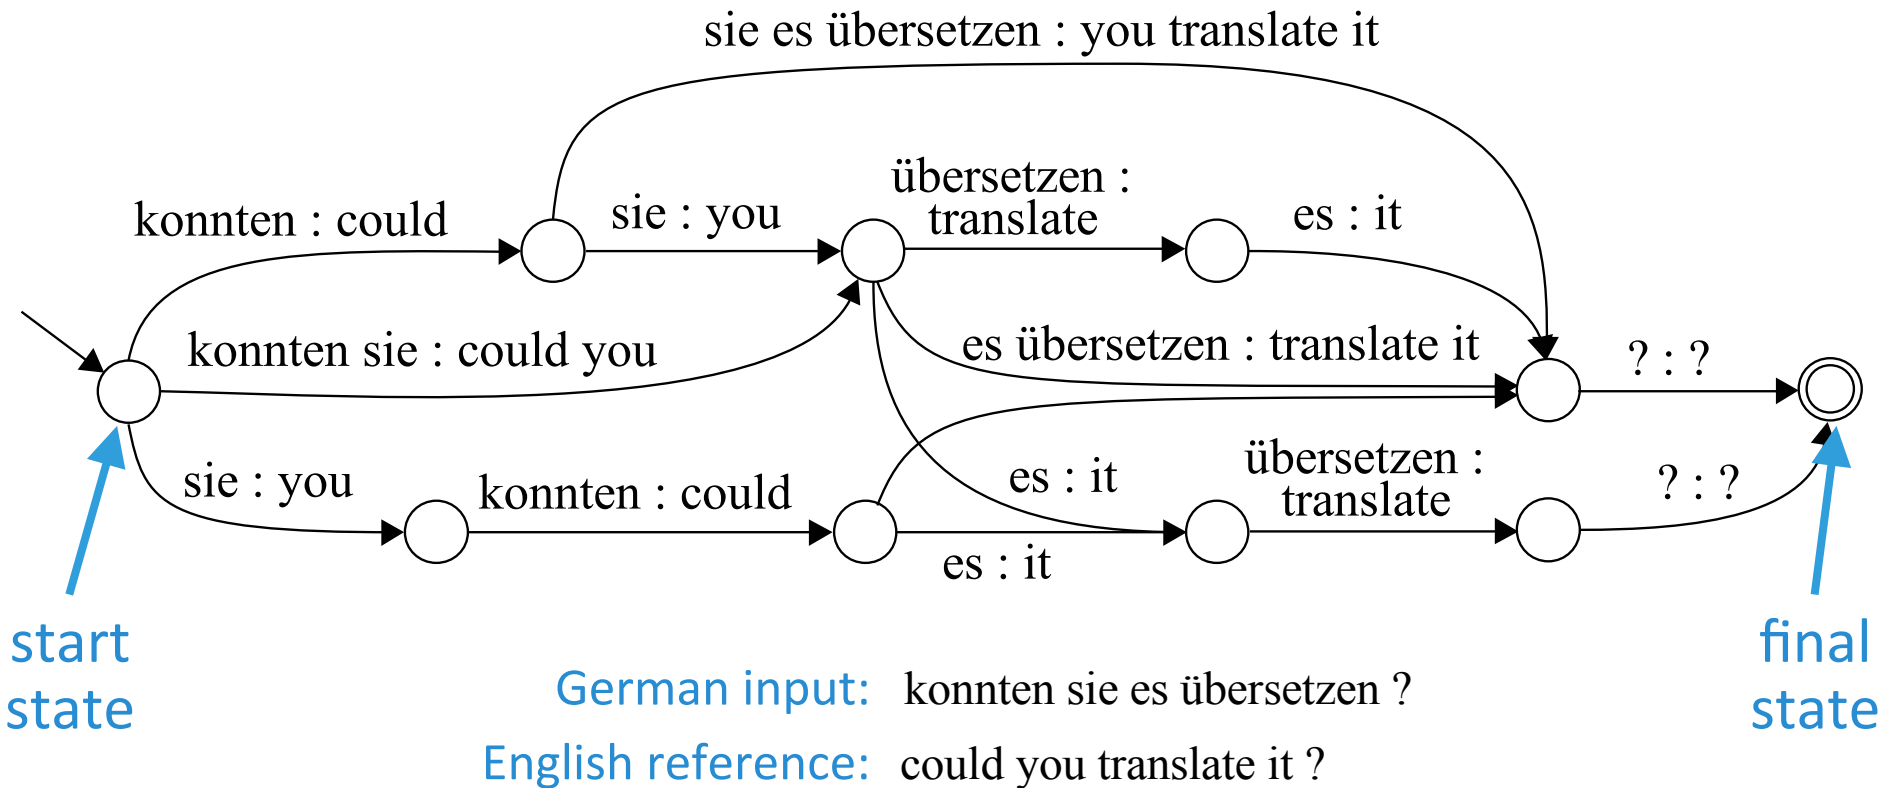 sie es übersetzen : you translate it
übersetzen :
translate
konnten : could
sie : you
es : it
konnten sie : could you
es übersetzen : translate it
? : ?
sie : you
konnten : could
es : it
es : it
übersetzen :
translate
? : ?
start
state
final
state
German input: konnten sie es übersetzen ?
English reference: could you translate it ?